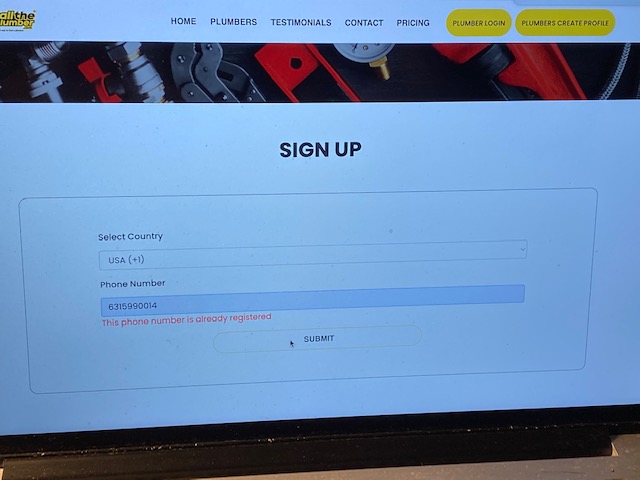 allthe
plumber
HOME PLUMBERS TESTIMONIALS CONTACT PRICING PLUMBER LOGIN PLUMBERS CREATE PROFILE
SIGN UP
Select Country
USA (+1)
Phone Number
6315990014
This phone number is already registered
SUBMIT